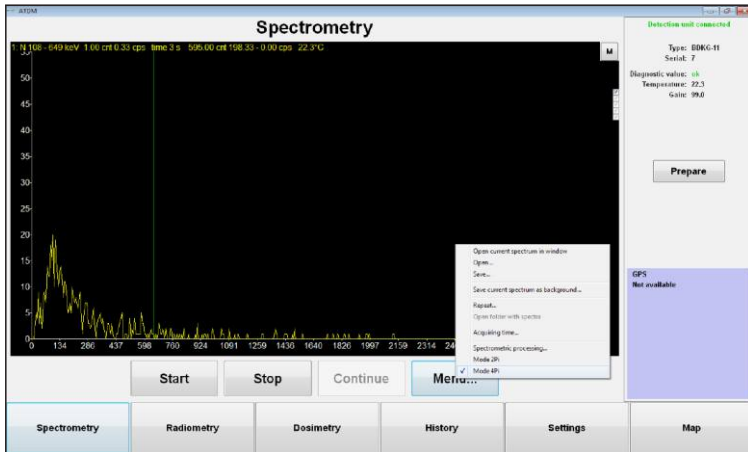 ATOM
Spectrometry
1: N 108 - 649 keV 1.00 cnt 0.33 cps time 3 s 595.00 cnt 198.33 - 0.00 cps 22.3°C
M
50
45
40
35
30
25
20
15
10
5
0
0 134 286 437 598 760 924 1091 1259 1436 1640 1826 1997 2159 2314
Open current spectrum in window
Open...
Save...
Save current spectrum as background...
Repeat...
Open folder with spectra
Acquiring time...
Spectrometric processing...
Mode 2Pi
✓ Mode 4Pi
Start Stop Continue Menu...
Detection unit connected
Type: BDKG-11
Serial: 7
Diagnostic value: ok
Temperature: 22.3
Gain: 99.0
Prepare
GPS
Not available
Spectrometry Radiometry Dosimetry History Settings Map